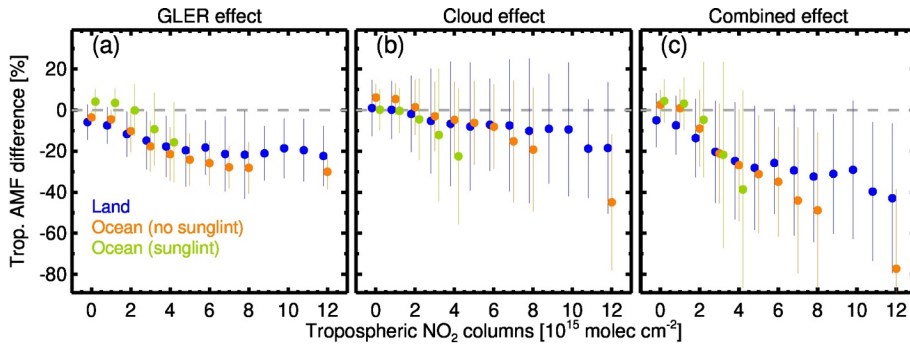 GLER effect
Cloud effect
Combined effect
(a)
(b)
(c)
Trop. AMF difference [%]
20
0
-20
-40
-60
-80
Land
Ocean (no sunglint)
Ocean (sunglint)
0 2 4 6 8 10 12
0 2 4 6 8 10 12
0 2 4 6 8 10 12
Tropospheric NO₂ columns [10¹⁵ molec cm⁻²]